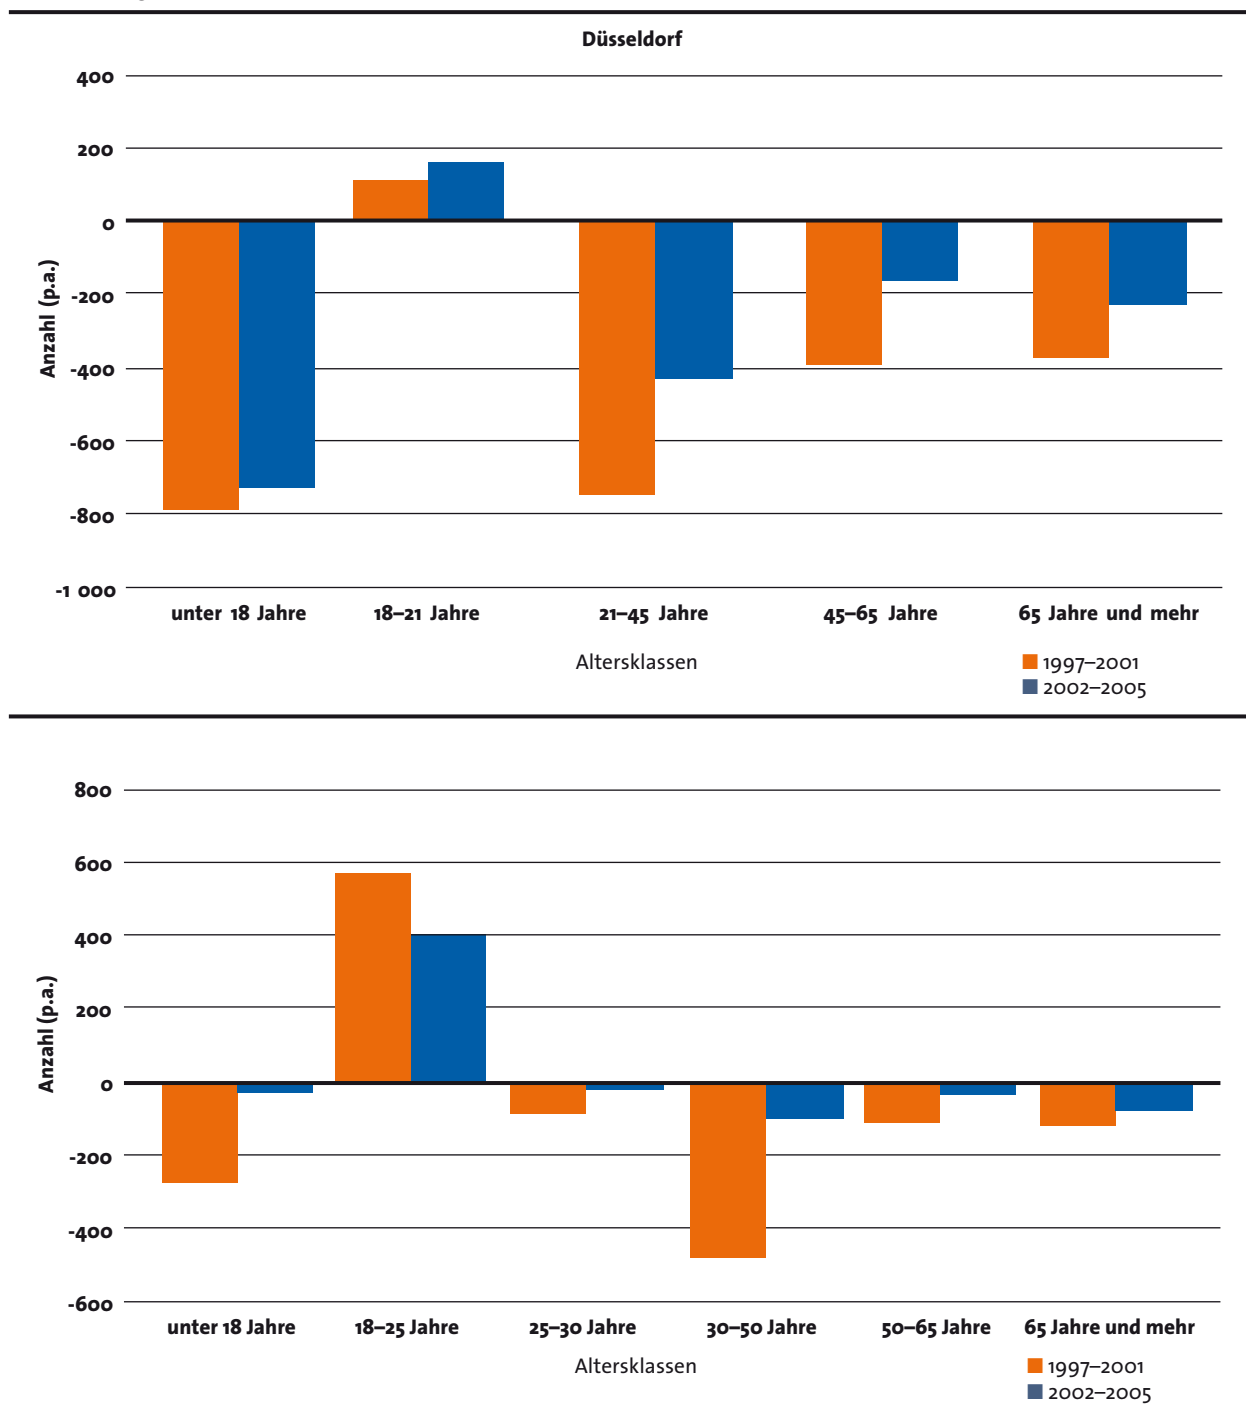 Düsseldorf
400
200
0
-200
-400
-600
-800
-1 000
Anzahl (p.a.)
unter 18 Jahre 18–21 Jahre 21–45 Jahre 45–65 Jahre 65 Jahre und mehr
Altersklassen
1997–2001
2002–2005
800
600
400
200
0
-200
-400
-600
Anzahl (p.a.)
unter 18 Jahre 18–25 Jahre 25–30 Jahre 30–50 Jahre 50–65 Jahre 65 Jahre und mehr
Altersklassen
1997–2001
2002–2005